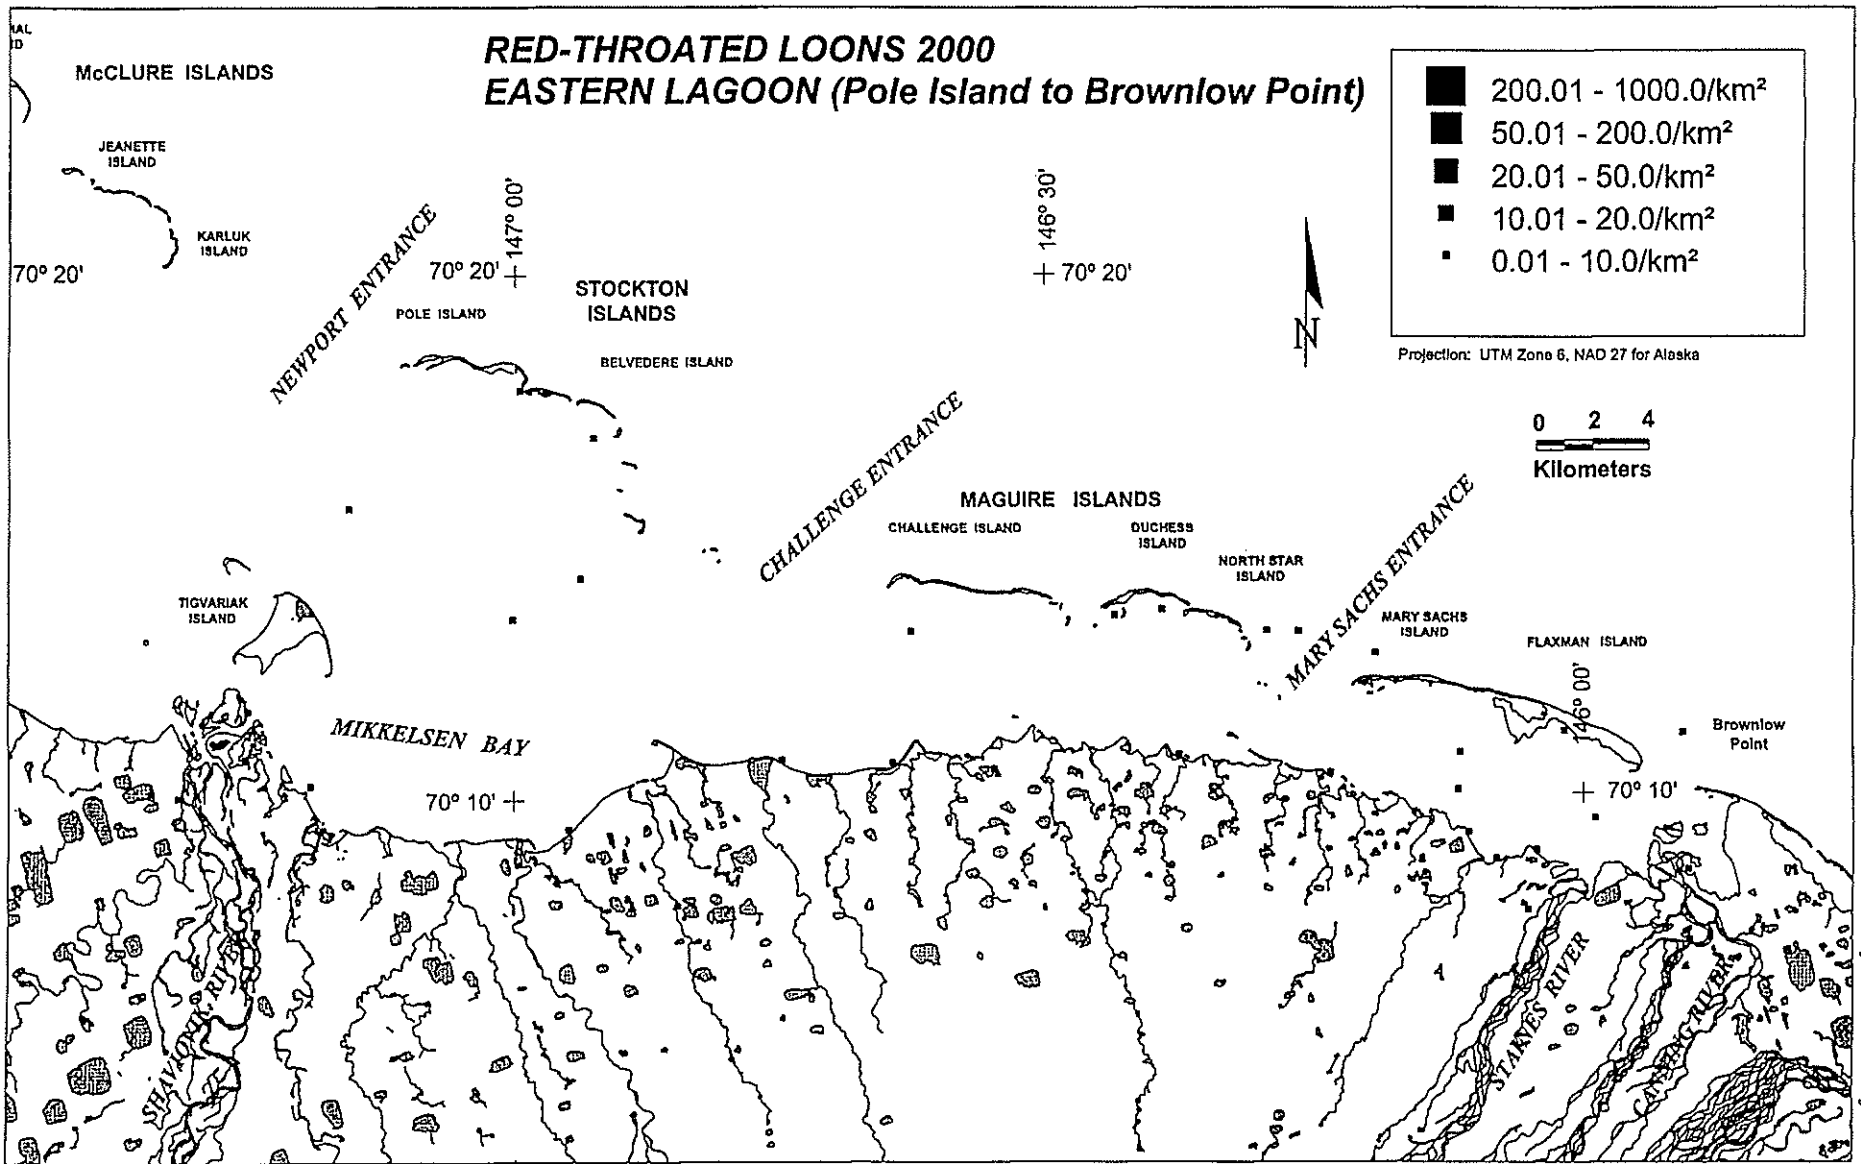 RED-THROATED LOONS 2000
EASTERN LAGOON (Pole Island to Brownlow Point)
McCLURE ISLANDS
JEANETTE
ISLAND
KARLUK
ISLAND
70° 20'
NEWPORT ENTRANCE
147° 00'
70° 20'
STOCKTON
ISLANDS
POLE ISLAND
BELVEDERE ISLAND
146° 30'
70° 20'
N
200.01 - 1000.0/km²
50.01 - 200.0/km²
20.01 - 50.0/km²
10.01 - 20.0/km²
0.01 - 10.0/km²
Projection: UTM Zone 6, NAD 27 for Alaska
0 2 4
Kilometers
CHALLENGE ENTRANCE
MAGUIRE ISLANDS
CHALLENGE ISLAND
DUCHESS
ISLAND
NORTH STAR
ISLAND
MARY SACHS ENTRANCE
MARY SACHS
ISLAND
FLAXMAN ISLAND
TIGVARIAK
ISLAND
146° 00'
Brownlow
Point
MIKKELSEN BAY
70° 10'
70° 10'
SHAVIOVIK RIVER
STAINES RIVER
CANNING RIVER